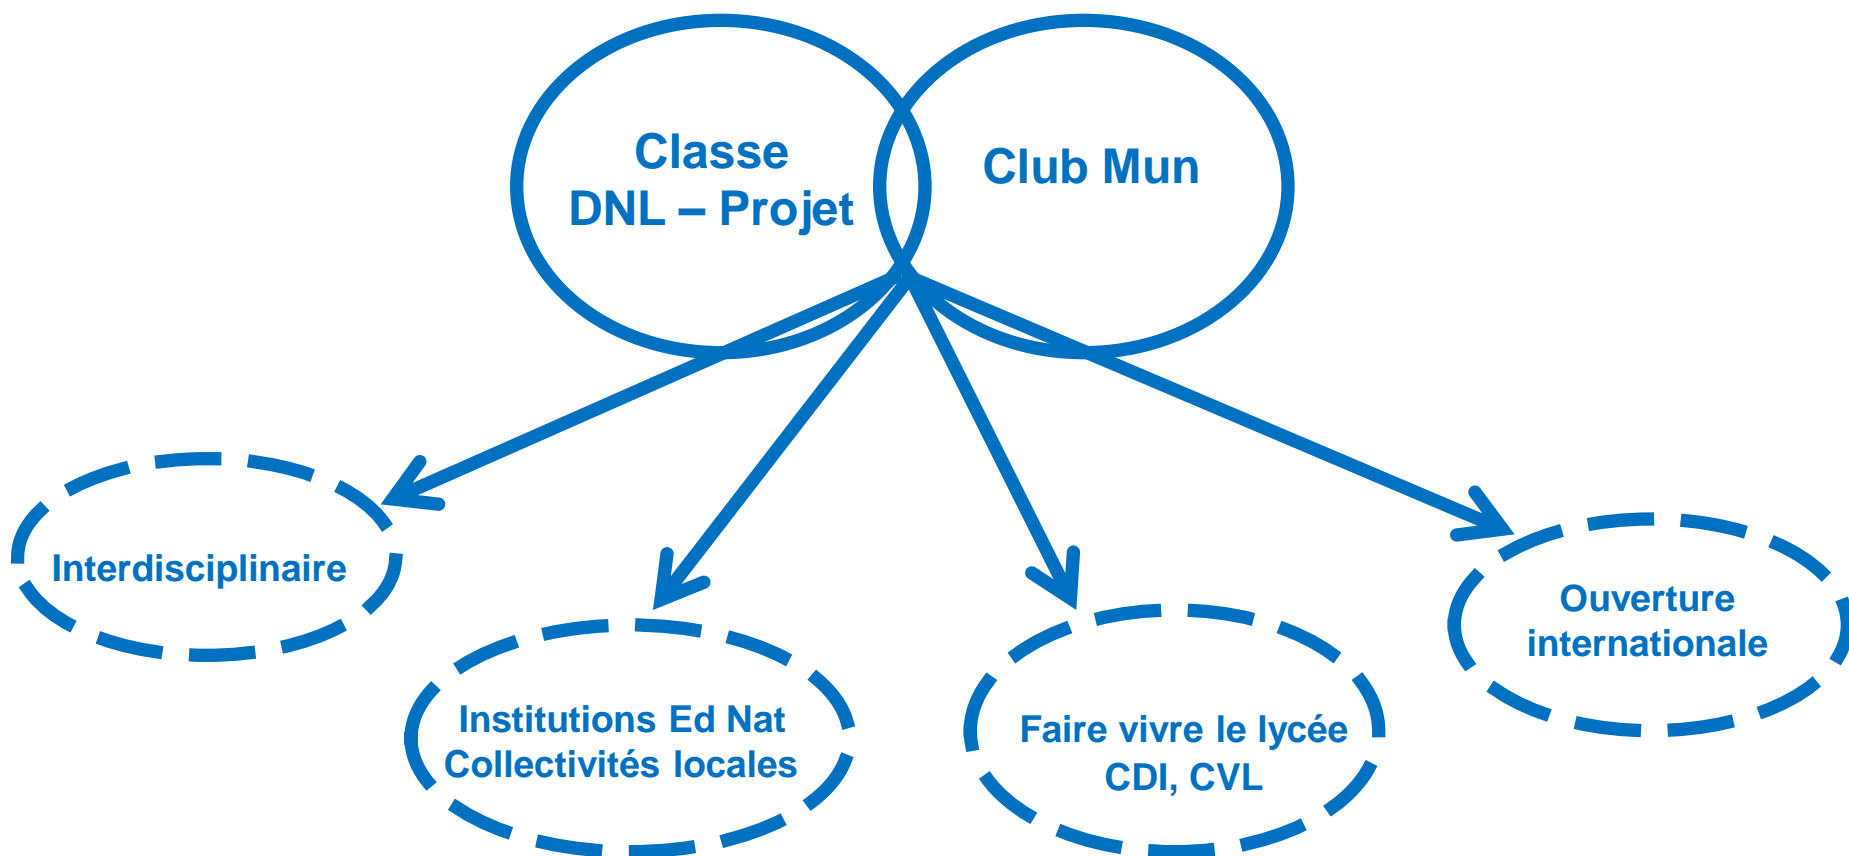 Classe
DNL – Projet
Club Mun
Interdisciplinaire
Institutions Ed Nat
Collectivités locales
Faire vivre le lycée
CDI, CVL
Ouverture
internationale